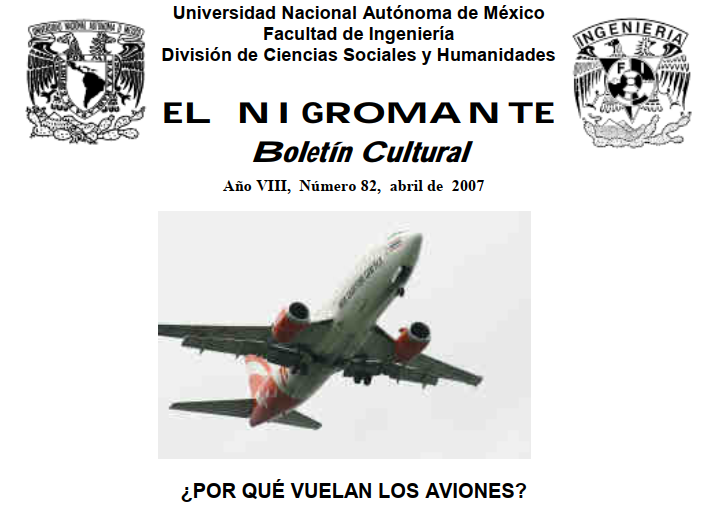 Universidad Nacional Autónoma de México
Facultad de Ingeniería
División de Ciencias Sociales y Humanidades
INGENIERIA
F I
EL NIGROMANTE
Boletín Cultural
Año VIII, Número 82, abril de 2007
¿POR QUÉ VUELAN LOS AVIONES?